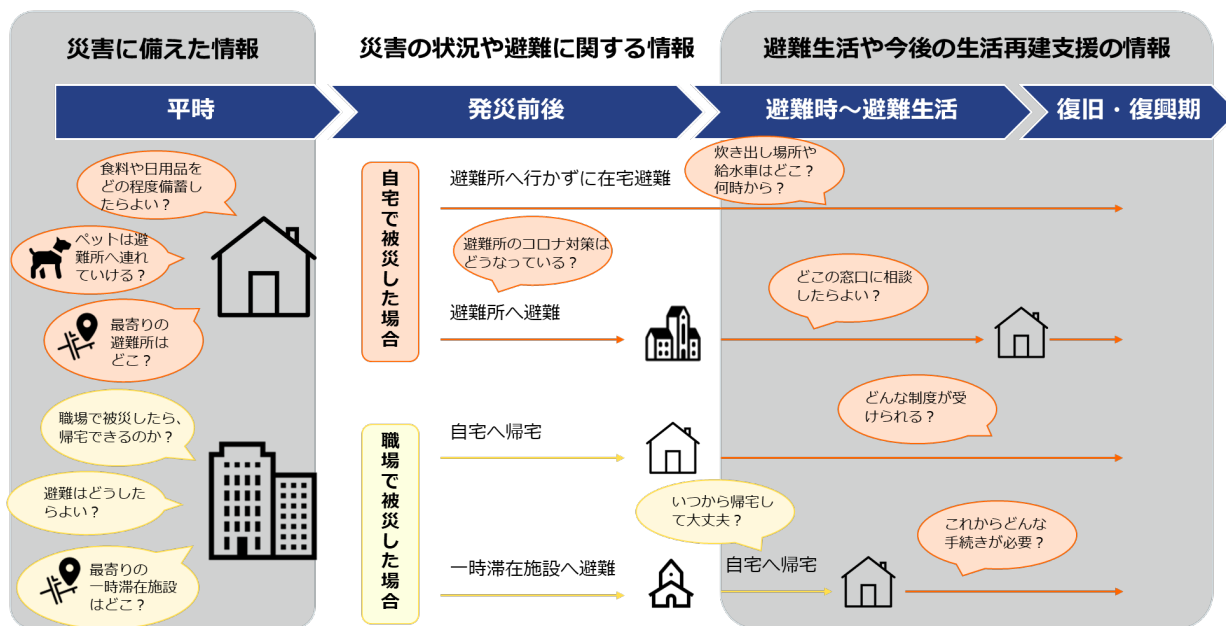 災害に備えた情報
災害の状況や避難に関する情報
避難生活や今後の生活再建支援の情報
平時
発災前後
避難時～避難生活
復旧・復興期
食料や日用品を
どの程度備蓄し
たらよい？
ペットは避
難所へ連れ
ていける？
最寄りの
避難所は
どこ？
職場で被災したら、
帰宅できるのか？
避難はどうした
らよい？
最寄りの
一時滞在施設
はどこ？
自宅で被災した場合
避難所へ行かずに在宅避難
炊き出し場所や
給水車はどこ？
何時から？
避難所のコロナ対策は
どうなっている？
避難所へ避難
どこの窓口に相談
したらよい？
職場で被災した場合
自宅へ帰宅
どんな制度が受
けられる？
いつから帰宅し
て大丈夫？
一時滞在施設へ避難
自宅へ帰宅
これからどんな
手続きが必要？